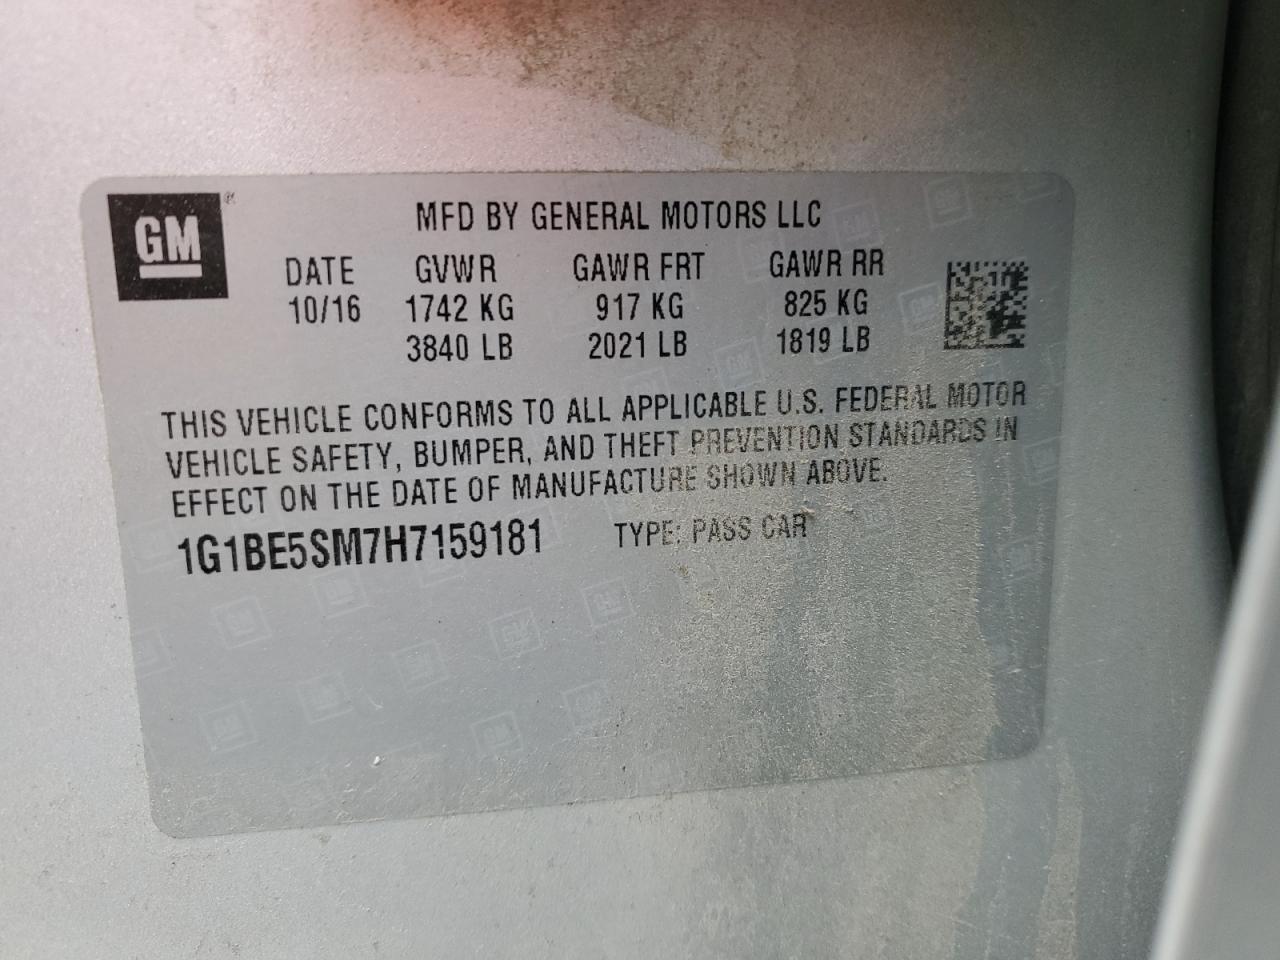 GM®
MFD BY GENERAL MOTORS LLC
DATE GVWR GAWR FRT GAWR RR
10/16 1742 KG 917 KG 825 KG
3840 LB 2021 LB 1819 LB
THIS VEHICLE CONFORMS TO ALL APPLICABLE U.S. FEDERAL MOTOR
VEHICLE SAFETY, BUMPER, AND THEFT PREVENTION STANDARDS IN
EFFECT ON THE DATE OF MANUFACTURE SHOWN ABOVE.
1G1BE5SM7H7159181 TYPE: PASS CAR